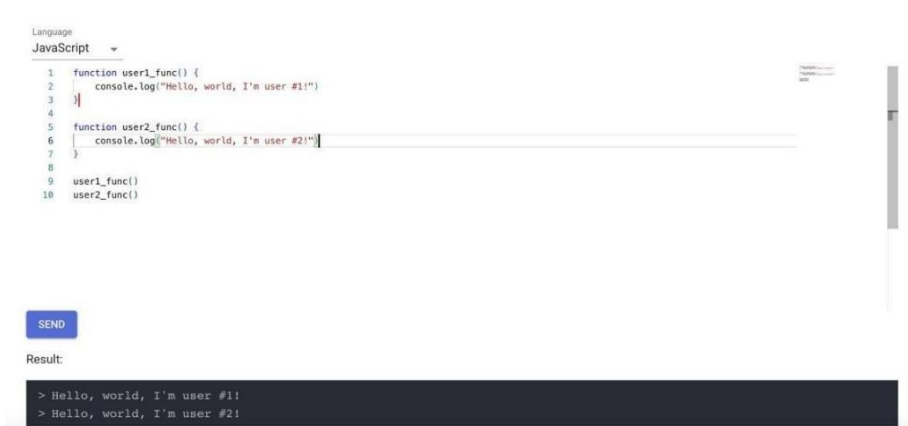 Language
JavaScript
1 function user1_func() {
2 console.log("Hello, world, I'm user #1!")
3 }
4
5 function user2_func() {
6 console.log("Hello, world, I'm user #2!")
7 }
8
9 user1_func()
10 user2_func()
SEND
Result:
> Hello, world, I'm user #1!
> Hello, world, I'm user #2!